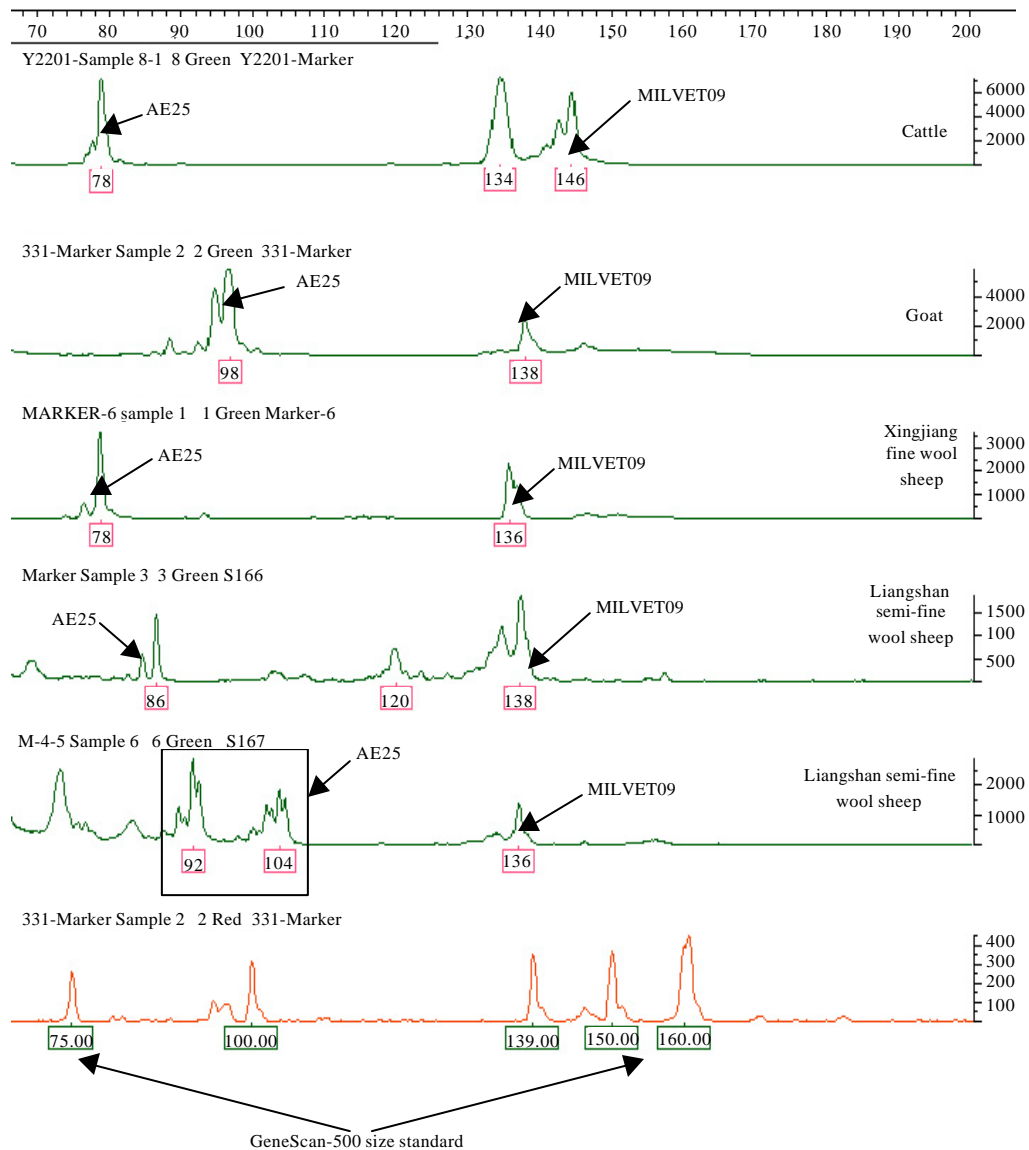 70 80 90 100 110 120 130 140 150 160 170 180 190 200
Y2201-Sample 8-1 8 Green Y2201-Marker
AE25
MILVET09
Cattle
6000
4000
2000
78
134
146
331-Marker Sample 2 2 Green 331-Marker
AE25
MILVET09
Goat
4000
2000
98
138
MARKER-6 sample 1 1 Green Marker-6
AE25
MILVET09
Xingjiang
fine wool
sheep
3000
2000
1000
78
136
Marker Sample 3 3 Green S166
AE25
MILVET09
Liangshan
semi-fine
wool sheep
1500
100
500
86
120
138
M-4-5 Sample 6 6 Green S167
AE25
MILVET09
Liangshan semi-fine
wool sheep
2000
1000
92
104
136
331-Marker Sample 2 2 Red 331-Marker
400
300
200
100
75.00
100.00
139.00
150.00
160.00
GeneScan-500 size standard